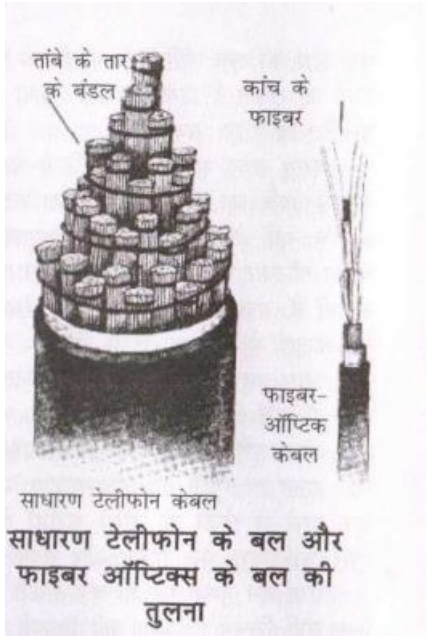 तांबे के तार
के बंडल
कांच के
फाइबर
फाइबर-
ऑप्टिक
केबल
साधारण टेलीफोन केबल
साधारण टेलीफोन के बल और
फाइबर ऑप्टिक्स के बल की
तुलना